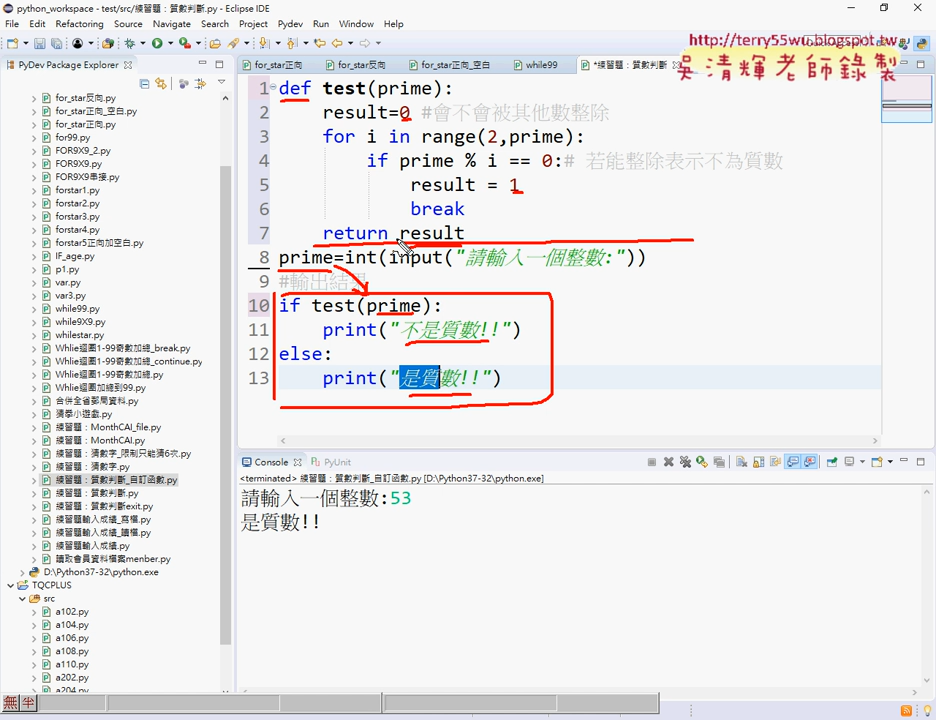 python_workspace - test/src/練習題：質數判斷.py - Eclipse IDE
File Edit Refactoring Source Navigate Search Project Pydev Run Window Help
http://terry55wu.blogspot.tw
吳清輝老師錄製
PyDev Package Explorer
for_star正向 for_star反向 for_star正向_空白 while99 *練習題：質數判斷
for_star反向.py
for_star正向_空白.py
for_star正向.py
for99.py
FOR9X9_2.py
FOR9X9.py
FOR9X9串接.py
forstar1.py
forstar2.py
forstar3.py
forstar4.py
forstar5正向加空白.py
IF_age.py
p1.py
var.py
var3.py
while99.py
while9X9.py
whilestar.py
Whlie迴圈1-99奇數加總_break.py
Whlie迴圈1-99奇數加總_continue.py
Whlie迴圈1-99奇數加總.py
Whlie迴圈加總到99.py
合併全省郵局資料.py
猜拳小遊戲.py
練習題：MonthCAI_file.py
練習題：MonthCAI.py
練習題：猜數字_限制只能猜6次.py
練習題：猜數字.py
練習題：質數判斷_自訂函數.py
練習題：質數判斷.py
練習題：質數判斷exit.py
練習題輸入成績_寫檔.py
練習題輸入成績_讀檔.py
練習題輸入成績.py
讀取會員資料檔案menber.py
D:\Python37-32\python.exe
TQCPLUS
src
a102.py
a104.py
a106.py
a108.py
a110.py
a202.py
a204.py
1 def test(prime):
2 result=0 #會不會被其他數整除
3 for i in range(2,prime):
4 if prime % i == 0:# 若能整除表示不為質數
5 result = 1
6 break
7 return result
8 prime=int(input("請輸入一個整數:"))
9 #輸出結果
10 if test(prime):
11 print("不是質數!!")
12 else:
13 print("是質數!!")
Console PyUnit
<terminated> 練習題：質數判斷_自訂函數.py [D:\Python37-32\python.exe]
請輸入一個整數:53
是質數!!
無 半